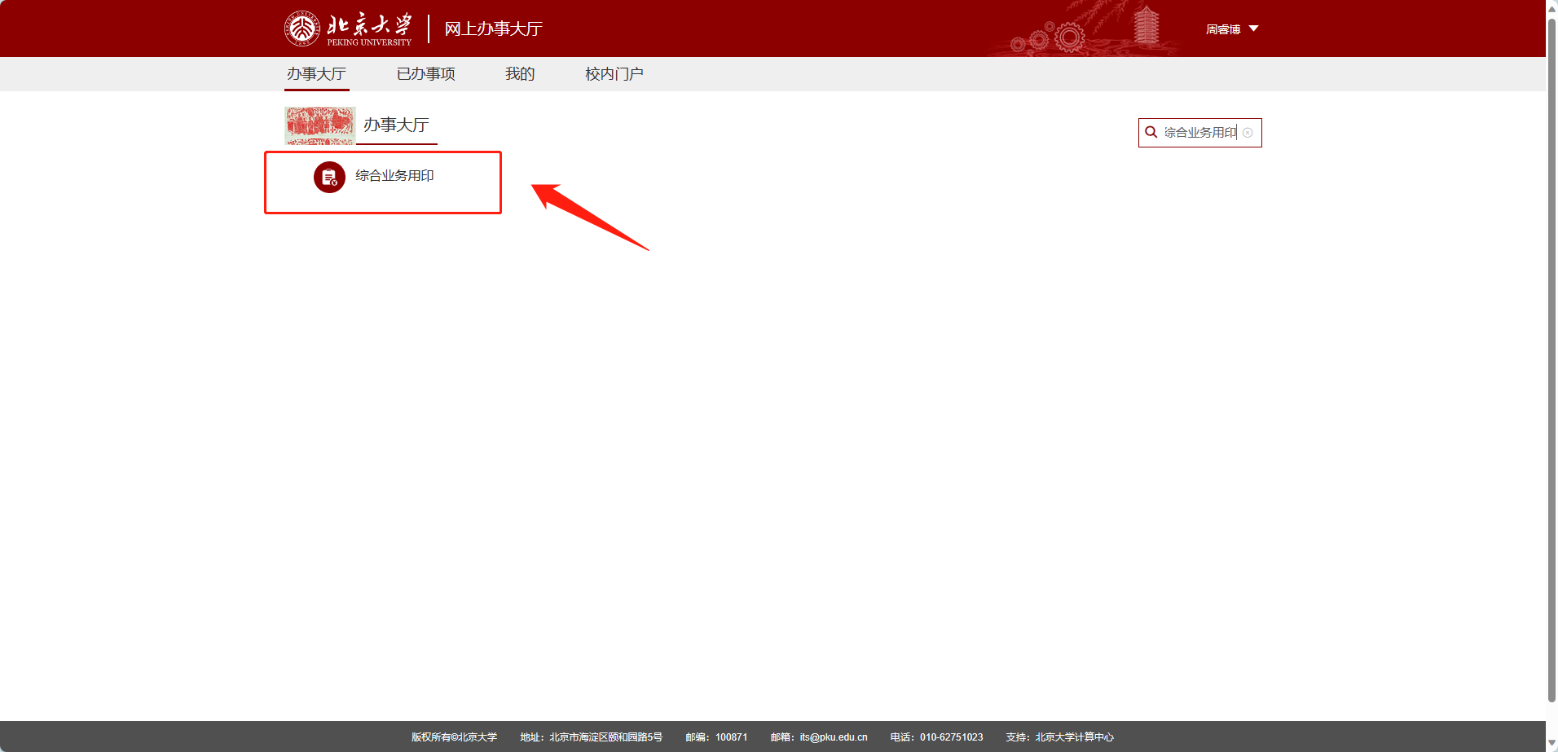 北京大学
PEKING UNIVERSITY
网上办事大厅
周睿博
办事大厅 已办事项 我的 校内门户
办事大厅
综合业务用印
综合业务用印
版权所有©北京大学 地址：北京市海淀区颐和园路5号 邮编：100871 邮箱：its@pku.edu.cn 电话：010-62751023 支持：北京大学计算中心